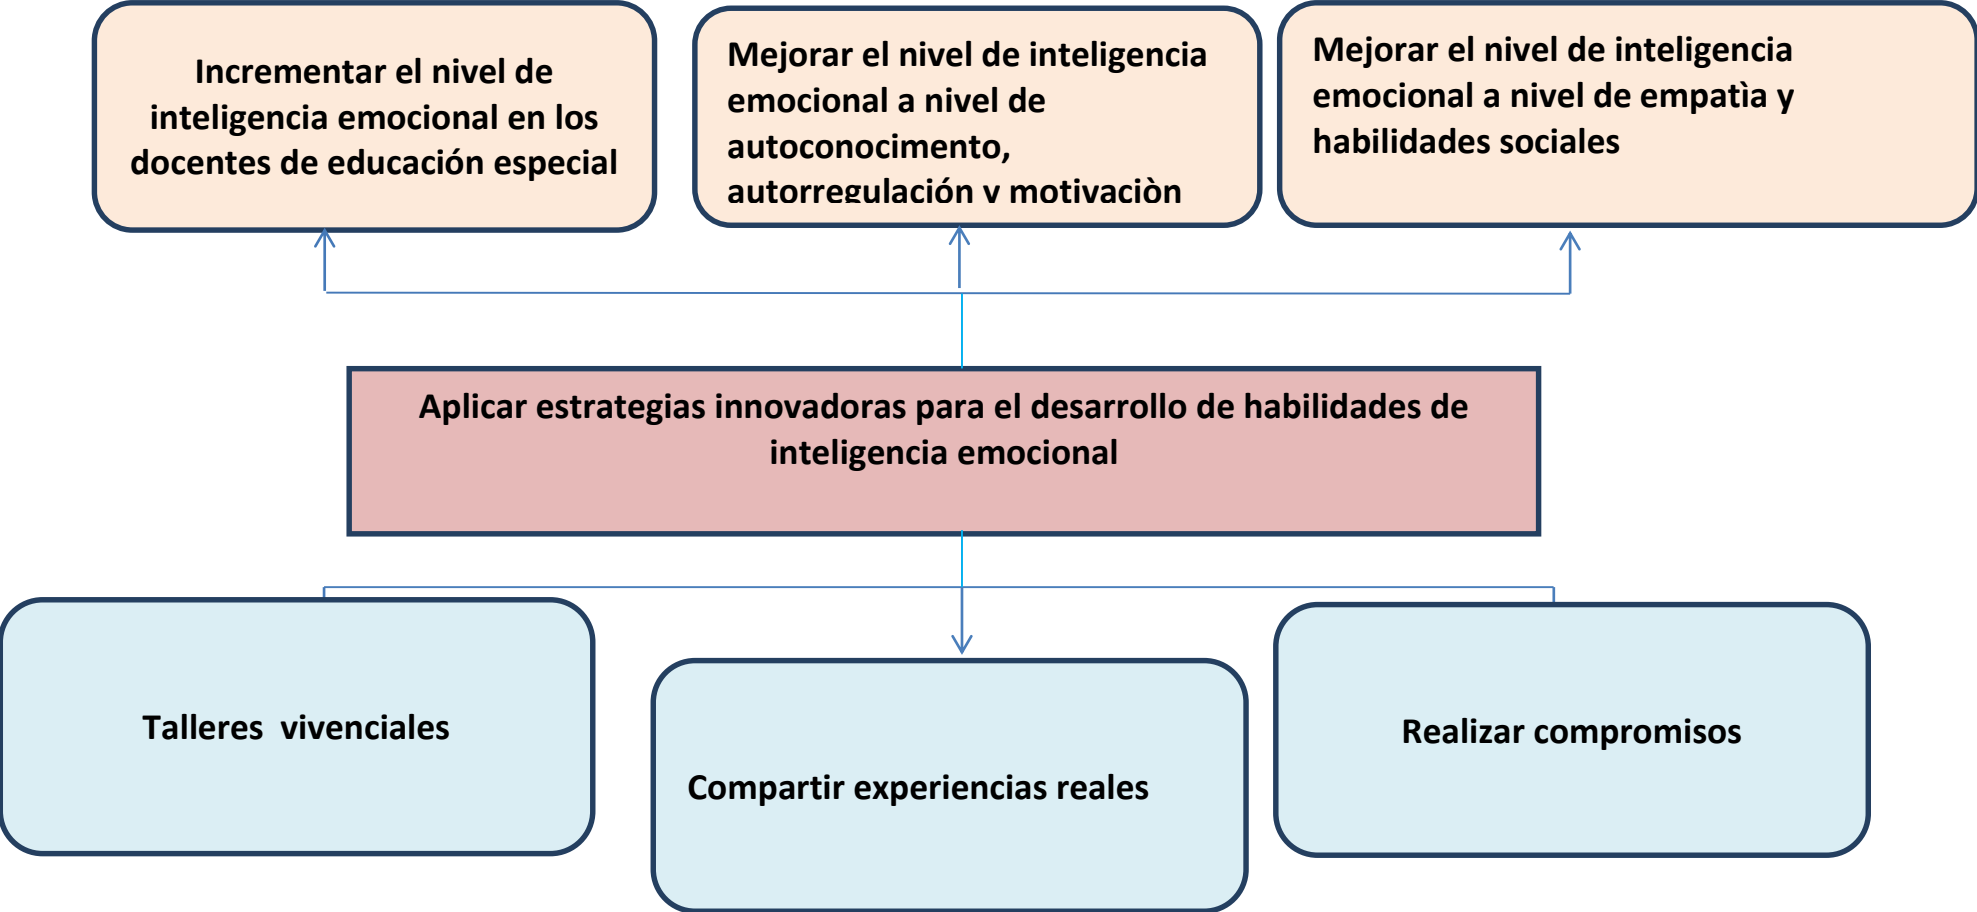 Incrementar el nivel de
inteligencia emocional en los
docentes de educación especial
Mejorar el nivel de inteligencia
emocional a nivel de
autoconocimento,
autorregulación y motivaciòn
Mejorar el nivel de inteligencia
emocional a nivel de empatìa y
habilidades sociales
Aplicar estrategias innovadoras para el desarrollo de habilidades de
inteligencia emocional
Talleres  vivenciales
Compartir experiencias reales
Realizar compromisos